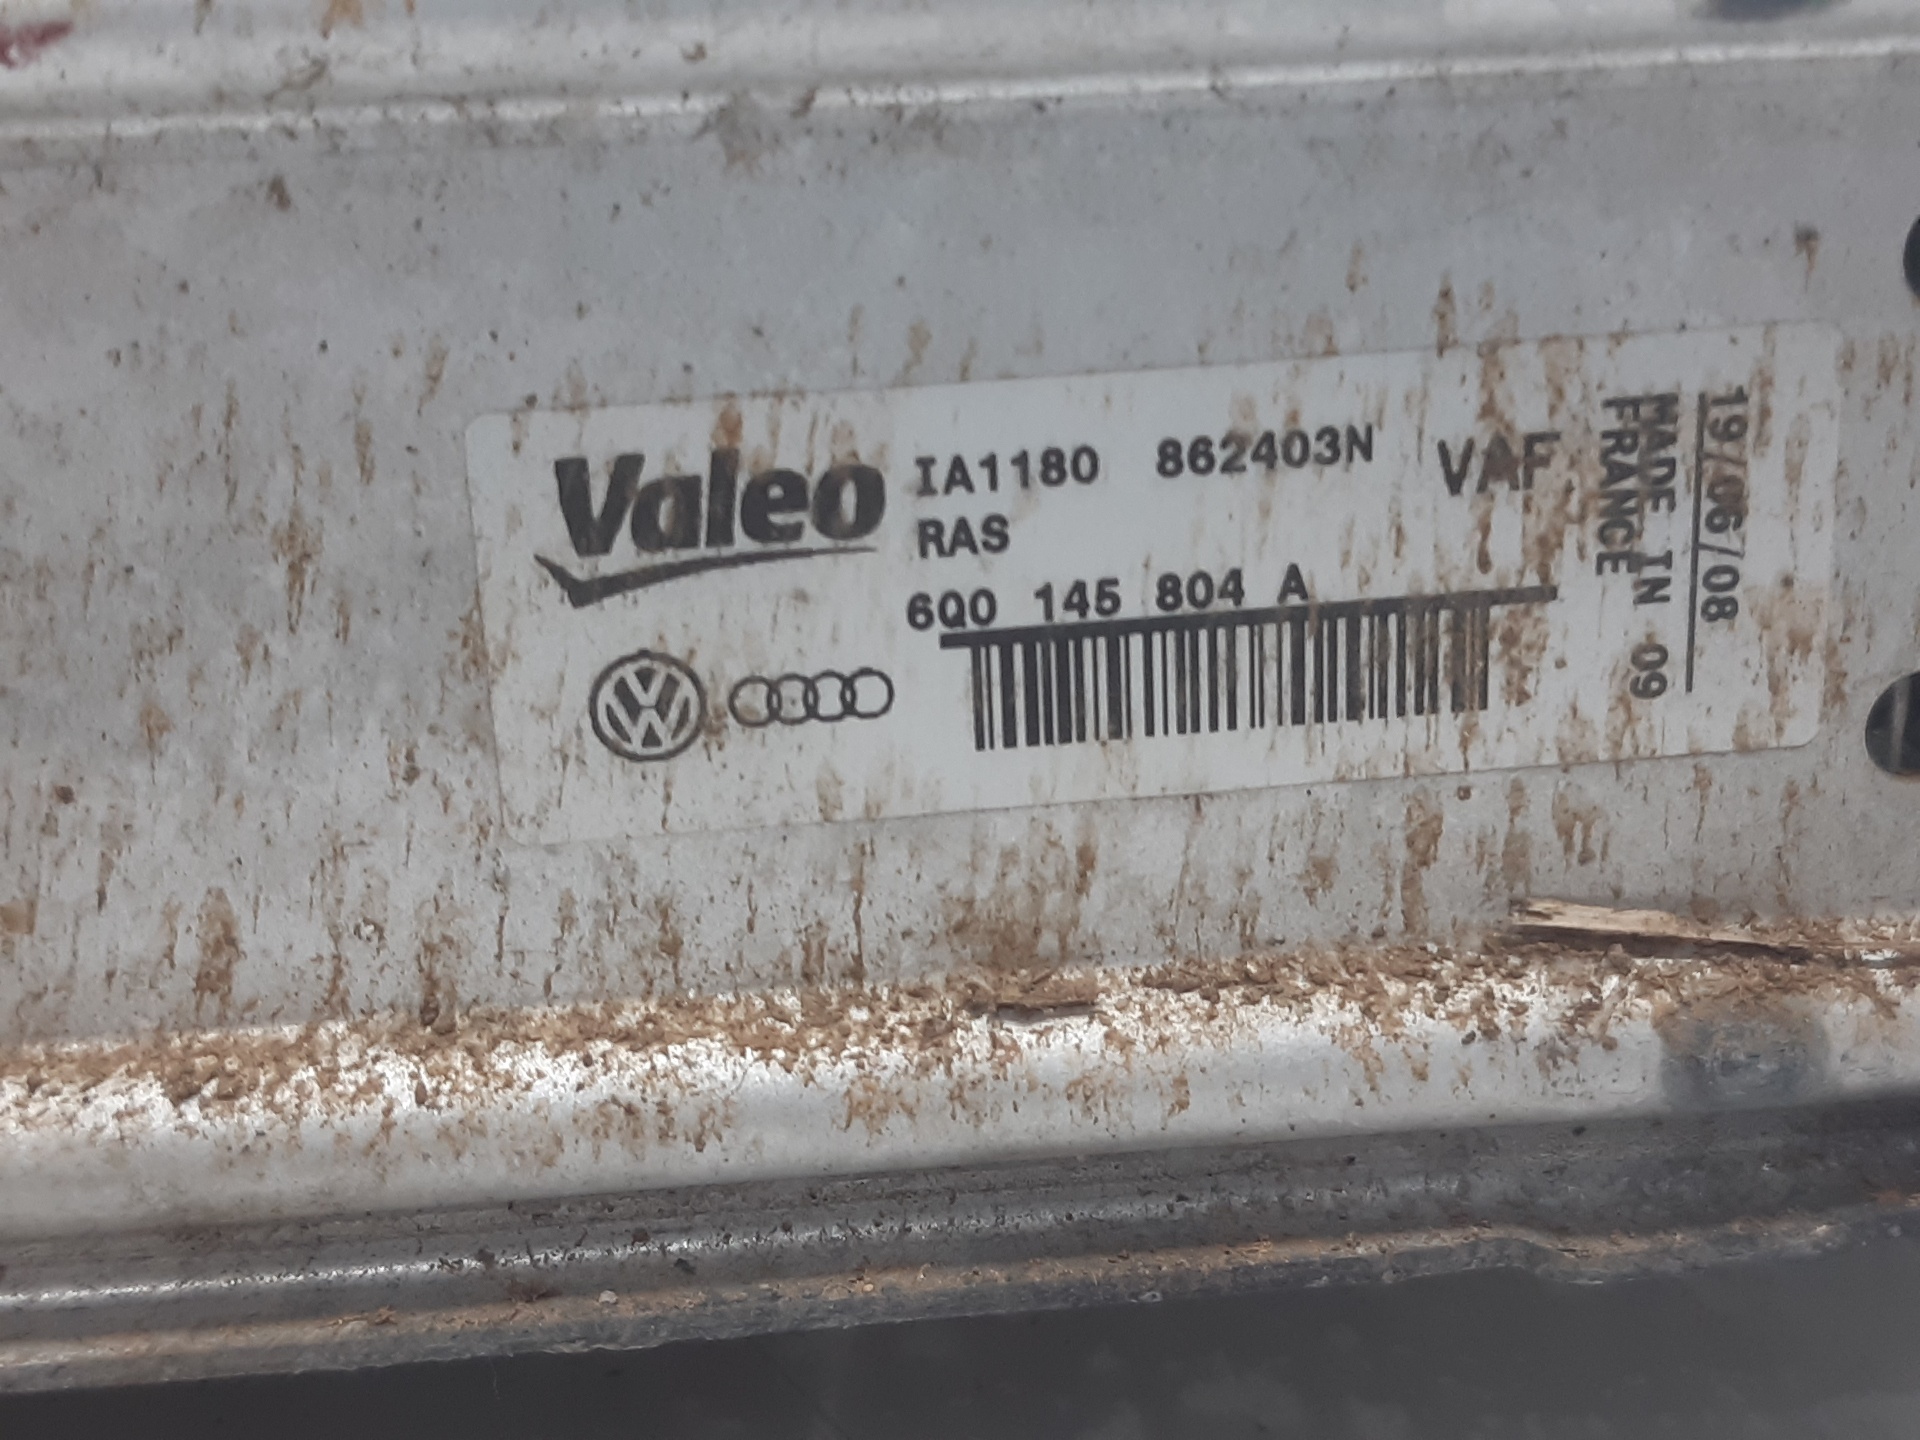 Valeo
IA1180 862403N VAF
RAS
6Q0 145 804 A
MADE IN 09
FRANCE
19/06/08